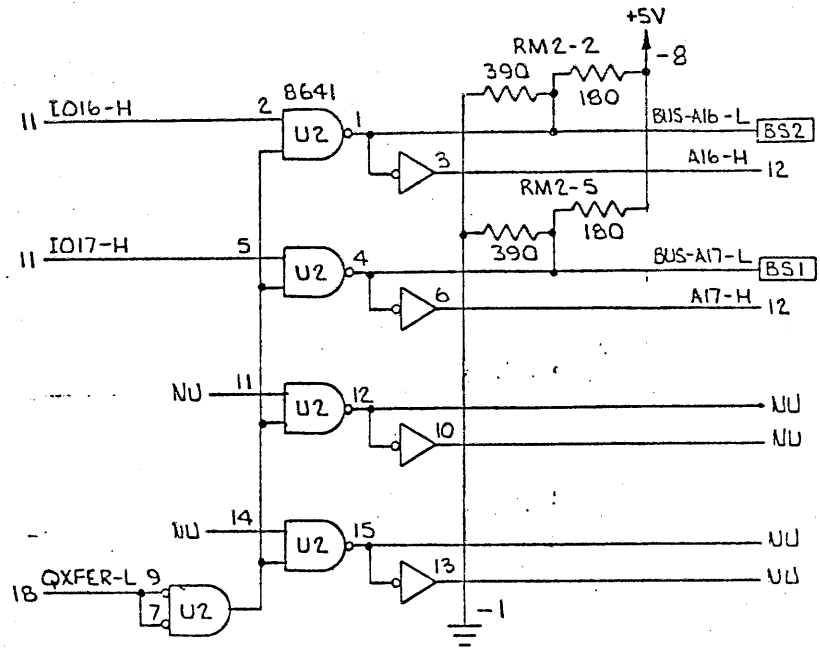 +5V
RM2-2
-8
390
180
8641
11 IO16-H 2 U2 1 BUS-A16-L BS2
3 A16-H 12
RM2-5
180
390
11 IO17-H 5 U2 4 BUS-A17-L BS1
6 A17-H 12
NU 11 U2 12 NU
10 NU
NU 14 U2 15 NU
13 NU
18 QXFER-L 9
7 U2
-1